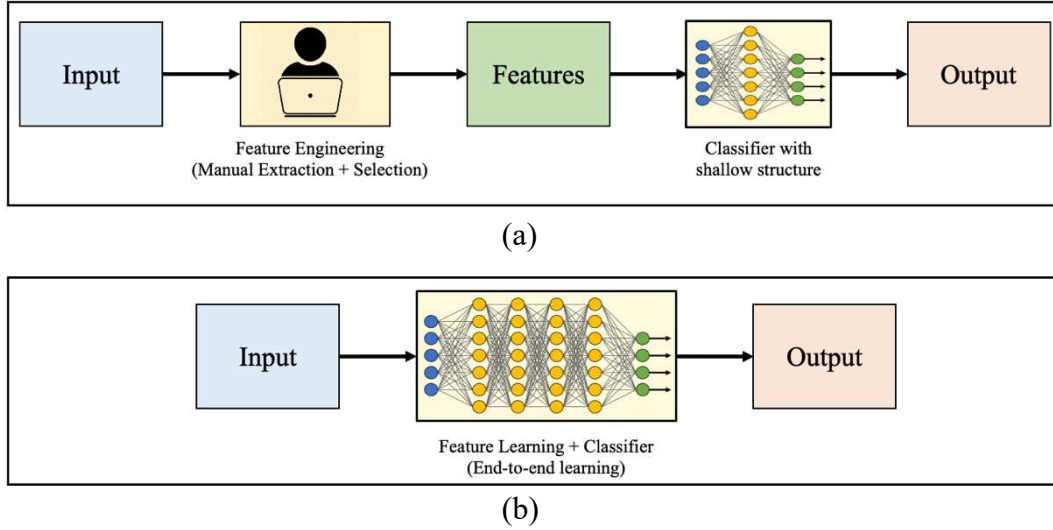 Input
Features
Output
Feature Engineering
(Manual Extraction + Selection)
Classifier with
shallow structure
(a)
Input
Output
Feature Learning + Classifier
(End-to-end learning)
(b)